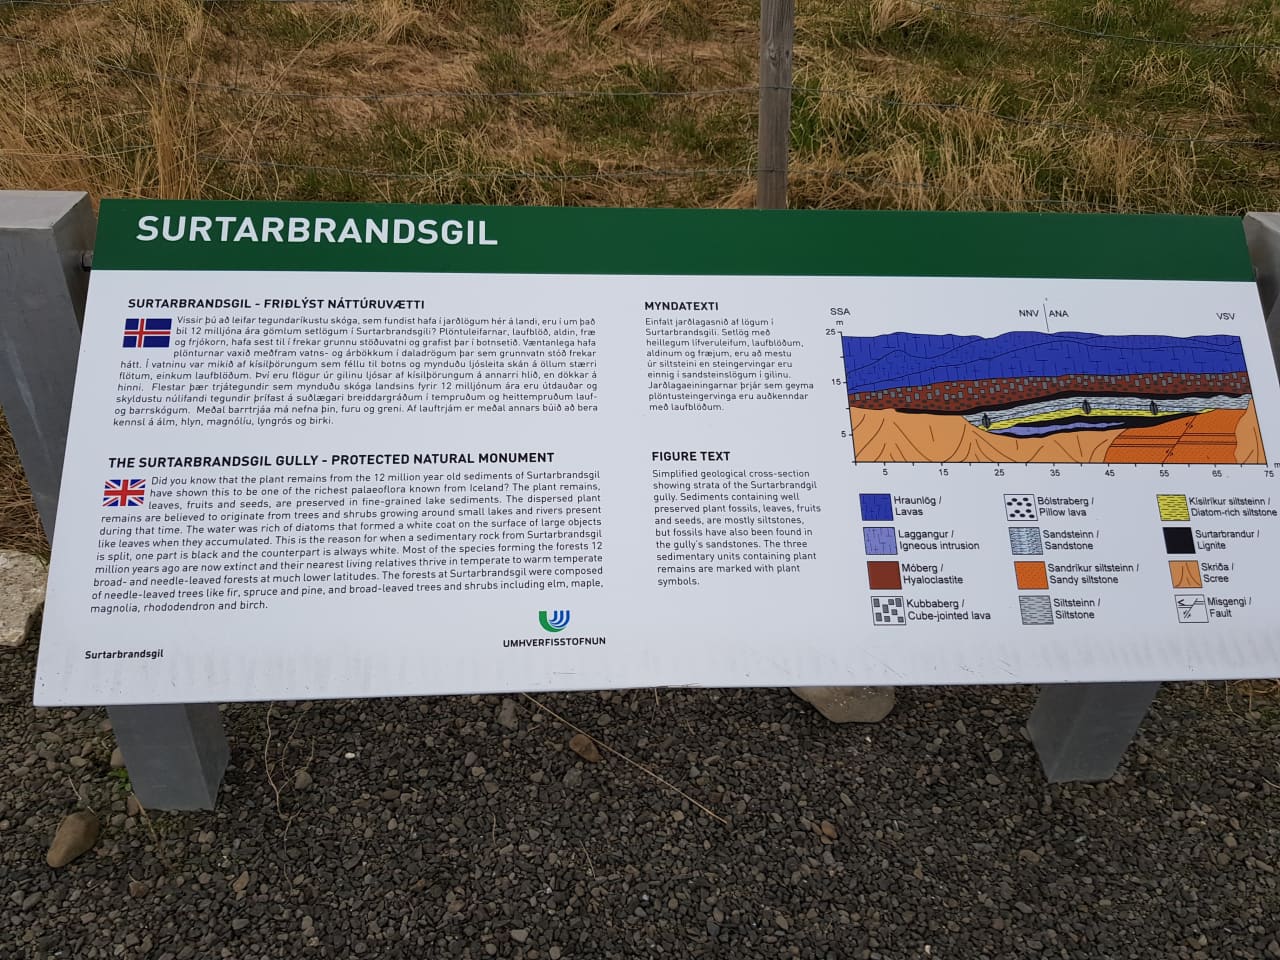 SURTARBRANDSGIL
SURTARBRANDSGIL - FRIÐLÝST NÁTTÚRUVÆTTI
Vissir þú að leifar tegundaríkustu skóga, sem fundist hafa í jarðlögum hér á landi, eru í um það
bil 12 milljóna ára gömlum setlögum í Surtarbrandsgili? Plöntuleifarnar, laufblöð, aldin, fræ
og frjókorn, hafa sest til í frekar grunnu stöðuvatni og grafist þar í botnsetið. Væntanlega hafa
plönturnar vaxið meðfram vatns- og árbökkum í daladrögum þar sem grunnvatn stóð frekar
hátt. Í vatninu var mikið af kísilþörungum sem féllu til botns og mynduðu ljósleita skán á öllum stærri
flötum, einkum laufblöðum. Því eru flögur úr gilinu ljósar af kísilþörungum á annarri hlið, en dökkar á
hinni. Flestar þær trjátegundir sem mynduðu skóga landsins fyrir 12 milljónum ára eru útdauðar og
skyldustu núlifandi tegundir þrífast á suðlægari breiddargráðum í tempruðum og heittempruðum lauf-
og barrskógum. Meðal barrtrjáa má nefna þin, furu og greni. Af lauftrjám er meðal annars búið að bera
kennsl á álm, hlyn, magnólíu, lyngrós og birki.
THE SURTARBRANDSGIL GULLY - PROTECTED NATURAL MONUMENT
Did you know that the plant remains from the 12 million year old sediments of Surtarbrandsgil
have shown this to be one of the richest palaeoflora known from Iceland? The plant remains,
leaves, fruits and seeds, are preserved in fine-grained lake sediments. The dispersed plant
remains are believed to originate from trees and shrubs growing around small lakes and rivers present
during that time. The water was rich of diatoms that formed a white coat on the surface of large objects
like leaves when they accumulated. This is the reason for when a sedimentary rock from Surtarbrandsgil
is split, one part is black and the counterpart is always white. Most of the species forming the forests 12
million years ago are now extinct and their nearest living relatives thrive in temperate to warm temperate
broad- and needle-leaved forests at much lower latitudes. The forests at Surtarbrandsgil were composed
of needle-leaved trees like fir, spruce and pine, and broad-leaved trees and shrubs including elm, maple,
magnolia, rhododendron and birch.
UMHVERFISSTOFNUN
Surtarbrandsgil
MYNDATEXTI
Einfalt jarðlagasnið af lögum í
Surtarbrandsgili. Setlög með
heillegum lífveruleifum, laufblöðum,
aldinum og fræjum, eru að mestu
úr siltsteini en steingervingar eru
einnig í sandsteinslögum í gilinu.
Jarðlagaeiningarnar þrjár sem geyma
plöntusteingervinga eru auðkenndar
með laufblöðum.
FIGURE TEXT
Simplified geological cross-section
showing strata of the Surtarbrandgil
gully. Sediments containing well
preserved plant fossils, leaves, fruits
and seeds, are mostly siltstones,
but fossils have also been found in
the gully's sandstones. The three
sedimentary units containing plant
remains are marked with plant
symbols.
SSA NNV ANA VSV
m
25
15
5
5 15 25 35 45 55 65 75 m
Hraunlög /
Lavas
Laggangur /
Igneous intrusion
Móberg /
Hyaloclastite
Kubbaberg /
Cube-jointed lava
Bólstraberg /
Pillow lava
Sandsteinn /
Sandstone
Sandríkur siltsteinn /
Sandy siltstone
Siltsteinn /
Siltstone
Kísilríkur siltsteinn /
Diatom-rich siltstone
Surtarbrandur /
Lignite
Skriða /
Scree
Misgengi /
Fault